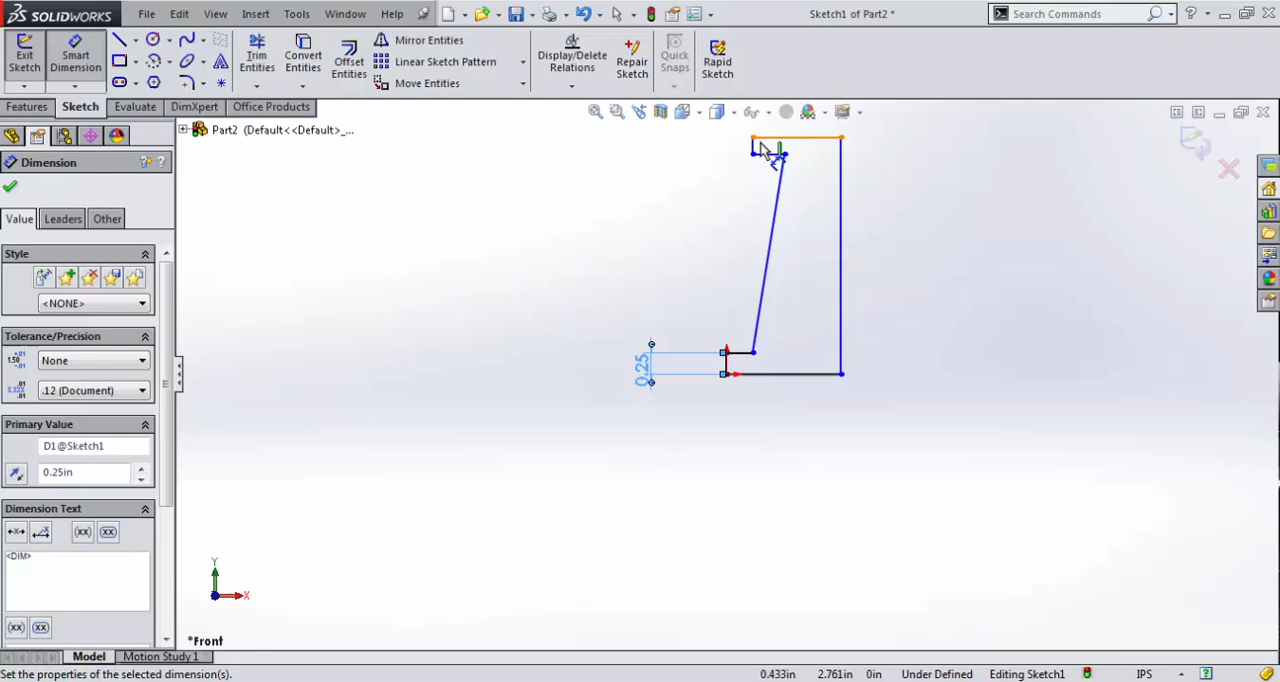 SOLIDWORKS File Edit View Insert Tools Window Help Sketch1 of Part2 * Search Commands
Exit Sketch Smart Dimension Trim Entities Convert Entities Offset Entities Mirror Entities Linear Sketch Pattern Move Entities Display/Delete Relations Repair Sketch Quick Snaps Rapid Sketch
Features Sketch Evaluate DimXpert Office Products
Part2 (Default<<Default>_...
Dimension
Value Leaders Other
Style
<NONE>
Tolerance/Precision
None
.12 (Document)
Primary Value
D1@Sketch1
0.25in
Dimension Text
<DIM>
0.25
Y
X
*Front
Model Motion Study 1
Set the properties of the selected dimension(s). 0.433in 2.761in 0in Under Defined Editing Sketch1 IPS